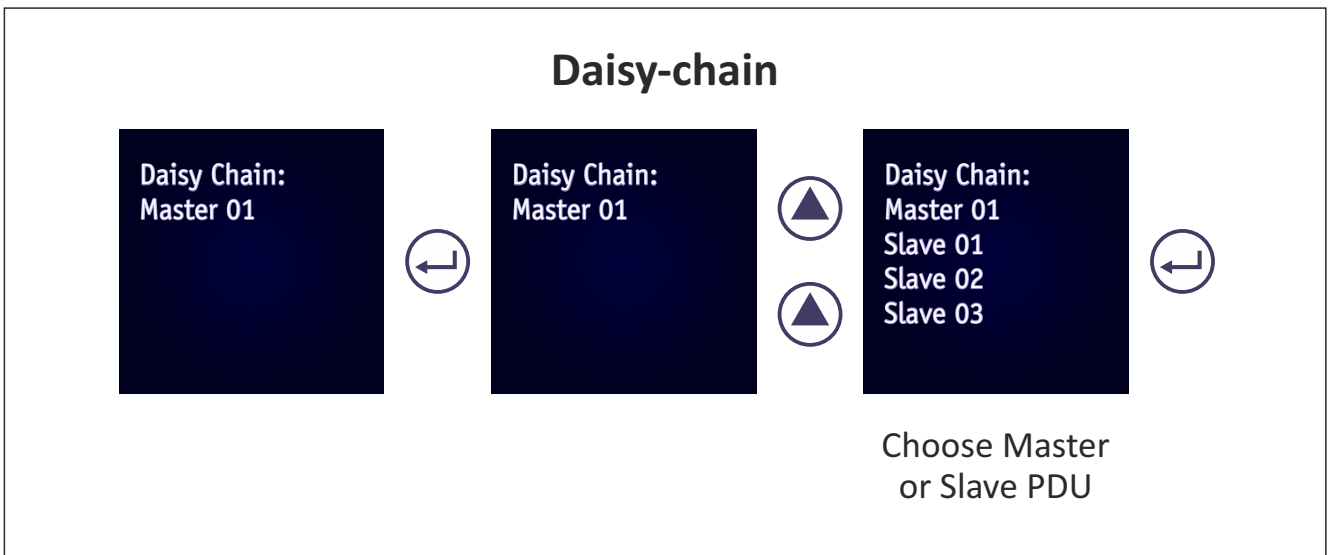 Daisy-chain
Daisy Chain:
Master 01
Daisy Chain:
Master 01
Daisy Chain:
Master 01
Slave 01
Slave 02
Slave 03
Choose Master
or Slave PDU